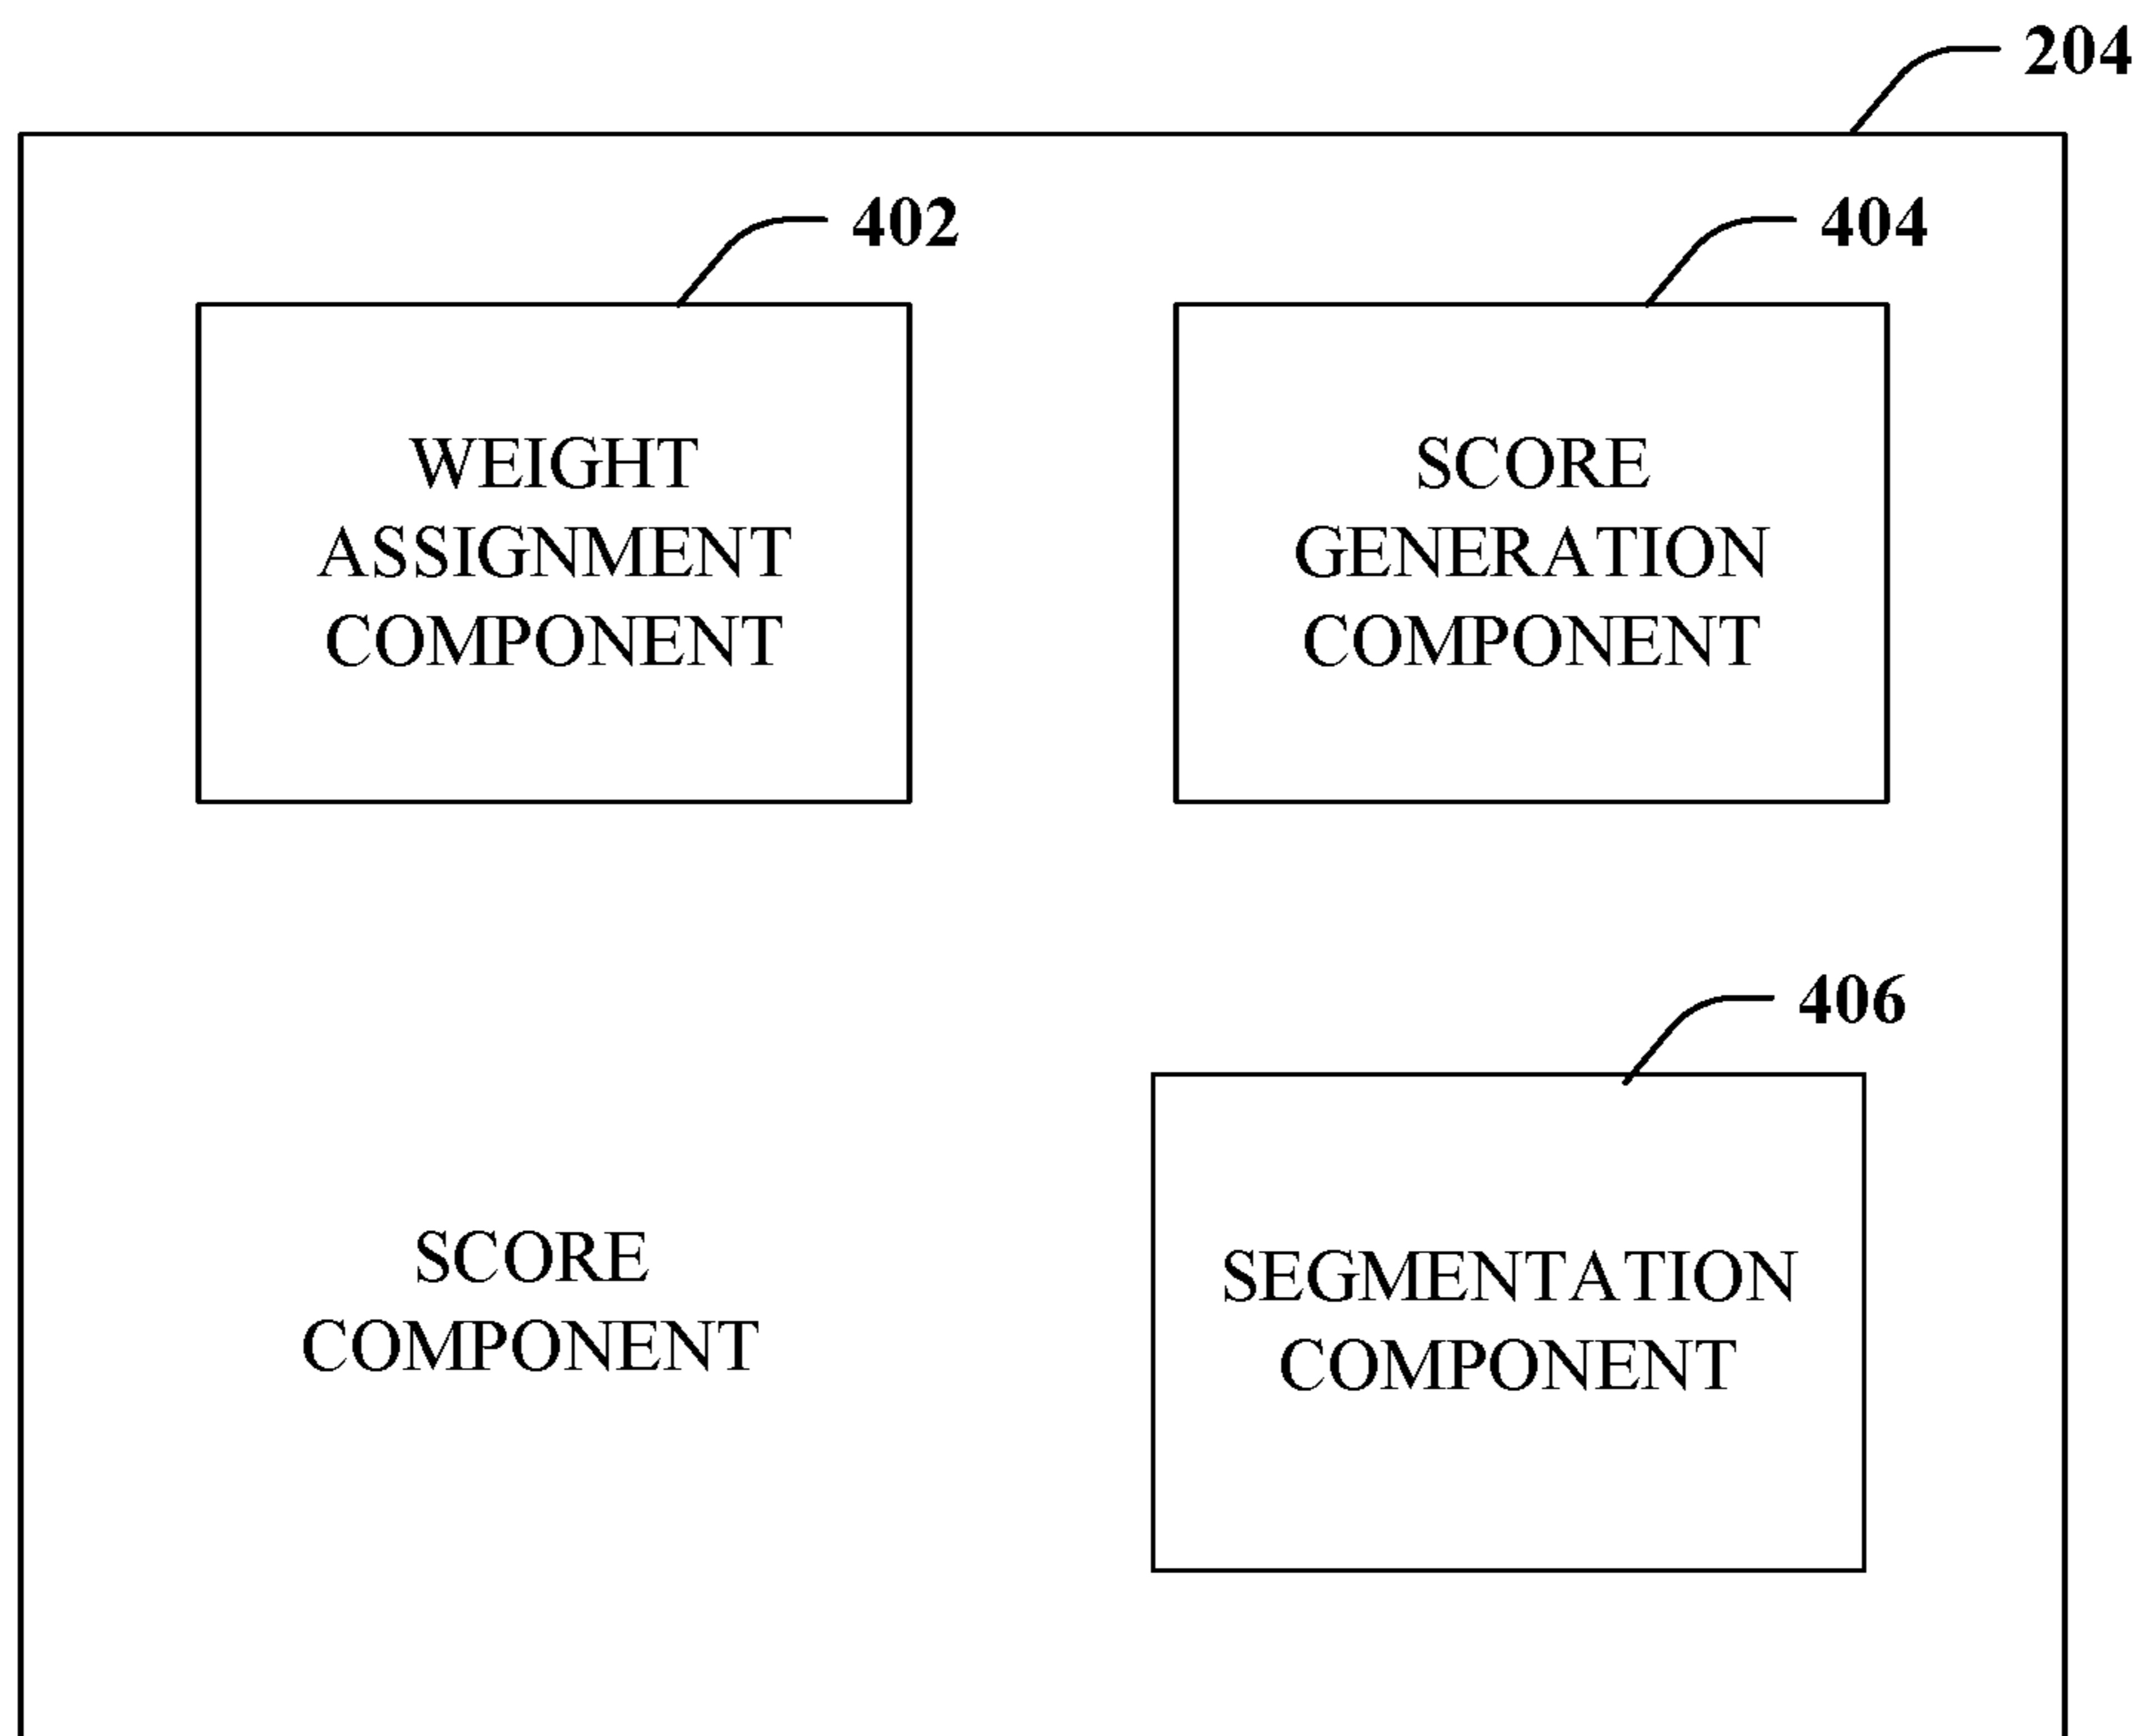 204
402
404
WEIGHT
ASSIGNMENT
COMPONENT
SCORE
GENERATION
COMPONENT
406
SCORE
COMPONENT
SEGMENTATION
COMPONENT